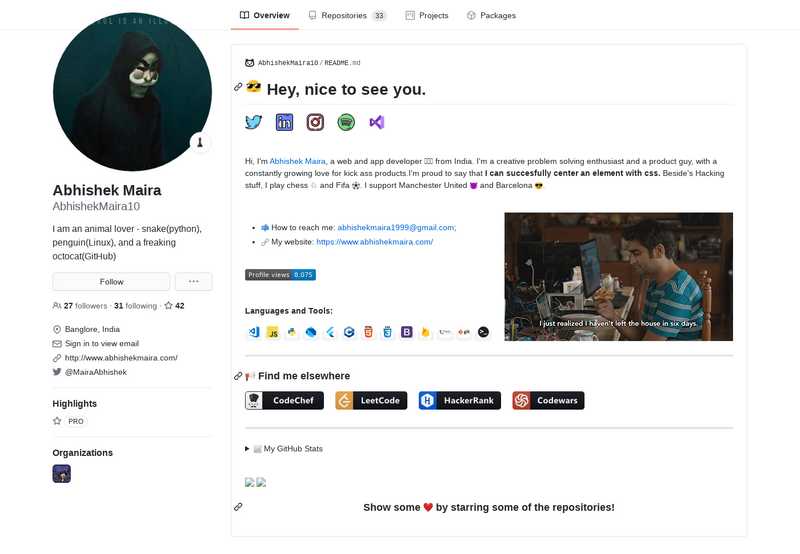 Overview
Repositories 33
Projects
Packages
AbhishekMaira10 / README.md
😎 Hey, nice to see you.
Hi, I'm Abhishek Maira, a web and app developer from India. I'm a creative problem solving enthusiast and a product guy, with a
constantly growing love for kick ass products.I'm proud to say that I can succesfully center an element with css. Beside's Hacking
stuff, I play chess ♘ and Fifa ⚽. I support Manchester United 😈 and Barcelona 😎.
📫 How to reach me: abhishekmaira1999@gmail.com;
🔗 My website: https://www.abhishekmaira.com/
Profile views 8,075
I just realized I haven't left the house in six days.
Languages and Tools:
Find me elsewhere
CodeChef
LeetCode
HackerRank
Codewars
My GitHub Stats
Show some ❤️ by starring some of the repositories!
Abhishek Maira
AbhishekMaira10
I am an animal lover - snake(python),
penguin(Linux), and a freaking
octocat(GitHub)
Follow
27 followers · 31 following · 42
Banglore, India
Sign in to view email
http://www.abhishekmaira.com/
@MairaAbhishek
Highlights
PRO
Organizations